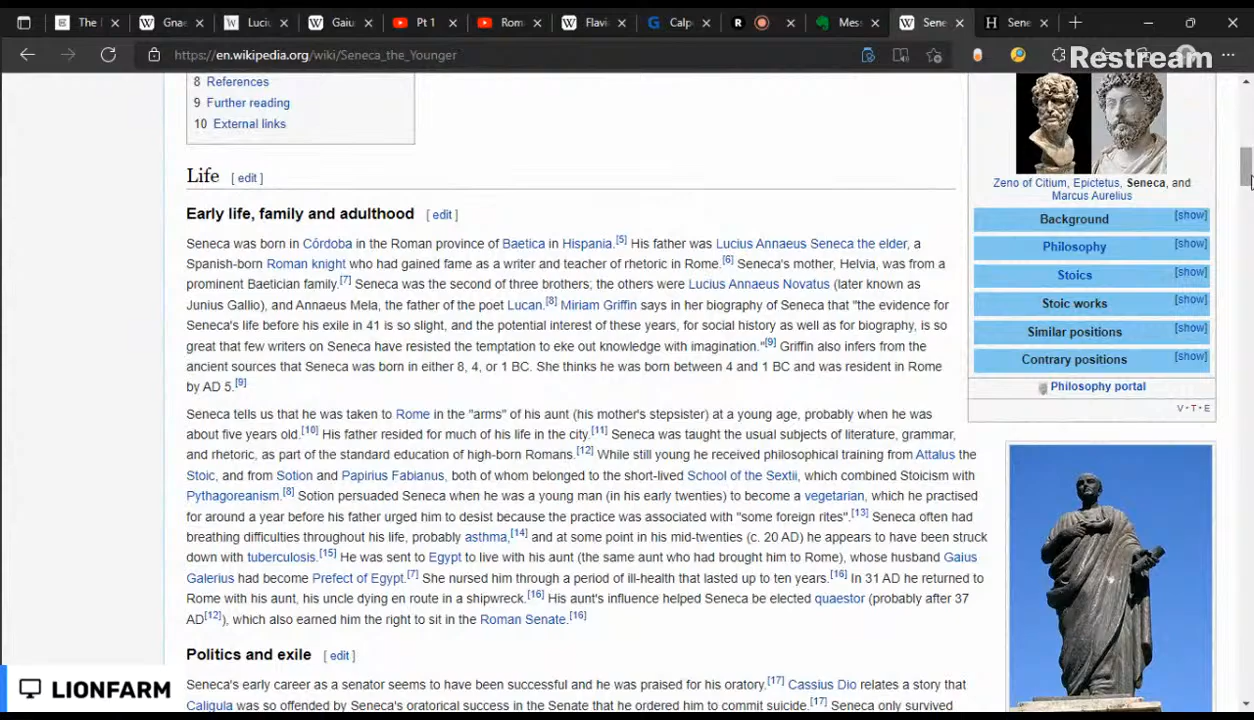 The
Gnae
Luciu
Gaiu
Pt 1
Rom
Flavi
G Calp
R
Mess
Sene
H Sene
https://en.wikipedia.org/wiki/Seneca_the_Younger
Restream
8 References
9 Further reading
10 External links
Life [ edit ]
Early life, family and adulthood [ edit ]
Seneca was born in Córdoba in the Roman province of Baetica in Hispania.[5] His father was Lucius Annaeus Seneca the elder, a
Spanish-born Roman knight who had gained fame as a writer and teacher of rhetoric in Rome.[6] Seneca's mother, Helvia, was from a
prominent Baetician family.[7] Seneca was the second of three brothers; the others were Lucius Annaeus Novatus (later known as
Junius Gallio), and Annaeus Mela, the father of the poet Lucan.[8] Miriam Griffin says in her biography of Seneca that "the evidence for
Seneca's life before his exile in 41 is so slight, and the potential interest of these years, for social history as well as for biography, is so
great that few writers on Seneca have resisted the temptation to eke out knowledge with imagination."[9] Griffin also infers from the
ancient sources that Seneca was born in either 8, 4, or 1 BC. She thinks he was born between 4 and 1 BC and was resident in Rome
by AD 5.[9]
Seneca tells us that he was taken to Rome in the "arms" of his aunt (his mother's stepsister) at a young age, probably when he was
about five years old.[10] His father resided for much of his life in the city.[11] Seneca was taught the usual subjects of literature, grammar,
and rhetoric, as part of the standard education of high-born Romans.[12] While still young he received philosophical training from Attalus the
Stoic, and from Sotion and Papirius Fabianus, both of whom belonged to the short-lived School of the Sextii, which combined Stoicism with
Pythagoreanism.[8] Sotion persuaded Seneca when he was a young man (in his early twenties) to become a vegetarian, which he practised
for around a year before his father urged him to desist because the practice was associated with "some foreign rites".[13] Seneca often had
breathing difficulties throughout his life, probably asthma,[14] and at some point in his mid-twenties (c. 20 AD) he appears to have been struck
down with tuberculosis.[15] He was sent to Egypt to live with his aunt (the same aunt who had brought him to Rome), whose husband Gaius
Galerius had become Prefect of Egypt.[7] She nursed him through a period of ill-health that lasted up to ten years.[16] In 31 AD he returned to
Rome with his aunt, his uncle dying en route in a shipwreck.[16] His aunt's influence helped Seneca be elected quaestor (probably after 37
AD[12]), which also earned him the right to sit in the Roman Senate.[16]
Politics and exile [ edit ]
Seneca's early career as a senator seems to have been successful and he was praised for his oratory.[17] Cassius Dio relates a story that
Caligula was so offended by Seneca's oratorical success in the Senate that he ordered him to commit suicide.[17] Seneca only survived
Zeno of Citium, Epictetus, Seneca, and
Marcus Aurelius
Background [show]
Philosophy [show]
Stoics [show]
Stoic works [show]
Similar positions [show]
Contrary positions [show]
Philosophy portal
V·T·E
LIONFARM